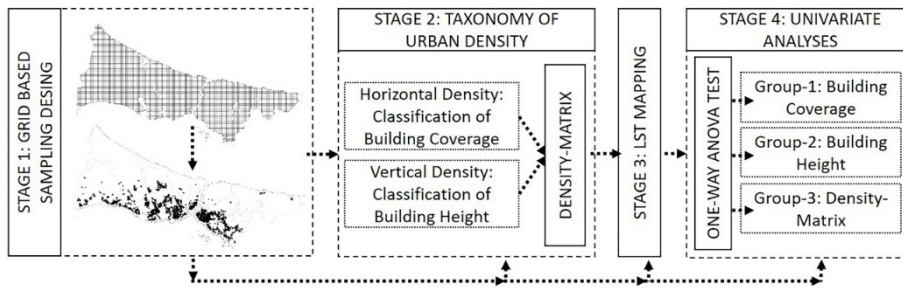 STAGE 1: GRID BASED
SAMPLING DESING
STAGE 2: TAXONOMY OF
URBAN DENSITY
Horizontal Density:
Classification of
Building Coverage
Vertical Density:
Classification of
Building Height
DENSITY-MATRIX
STAGE 3: LST MAPPING
STAGE 4: UNIVARIATE
ANALYSES
ONE-WAY ANOVA TEST
Group-1: Building
Coverage
Group-2: Building
Height
Group-3: Density-
Matrix